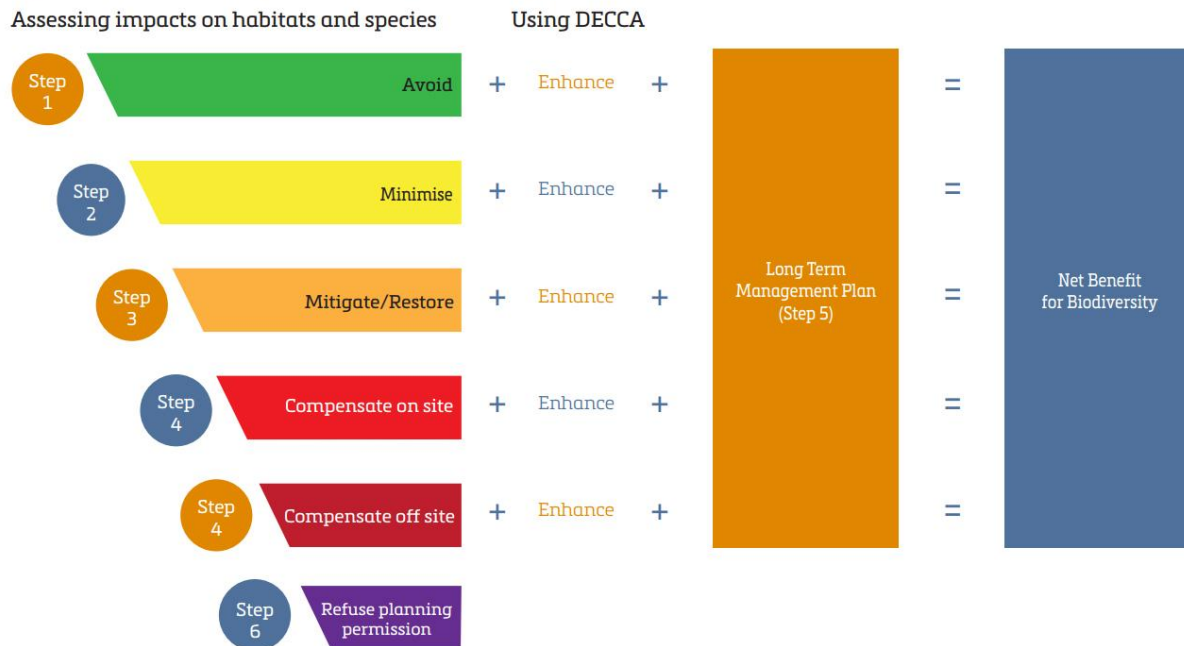 Assessing impacts on habitats and species
Using DECCA
Step
1
Avoid
+
Enhance
+
=
Step
2
Minimise
+
Enhance
+
=
Step
3
Mitigate/Restore
+
Enhance
+
Long Term
Management Plan
(Step 5)
=
Net Benefit
for Biodiversity
Step
4
Compensate on site
+
Enhance
+
=
Step
4
Compensate off site
+
Enhance
+
=
Step
6
Refuse planning
permission